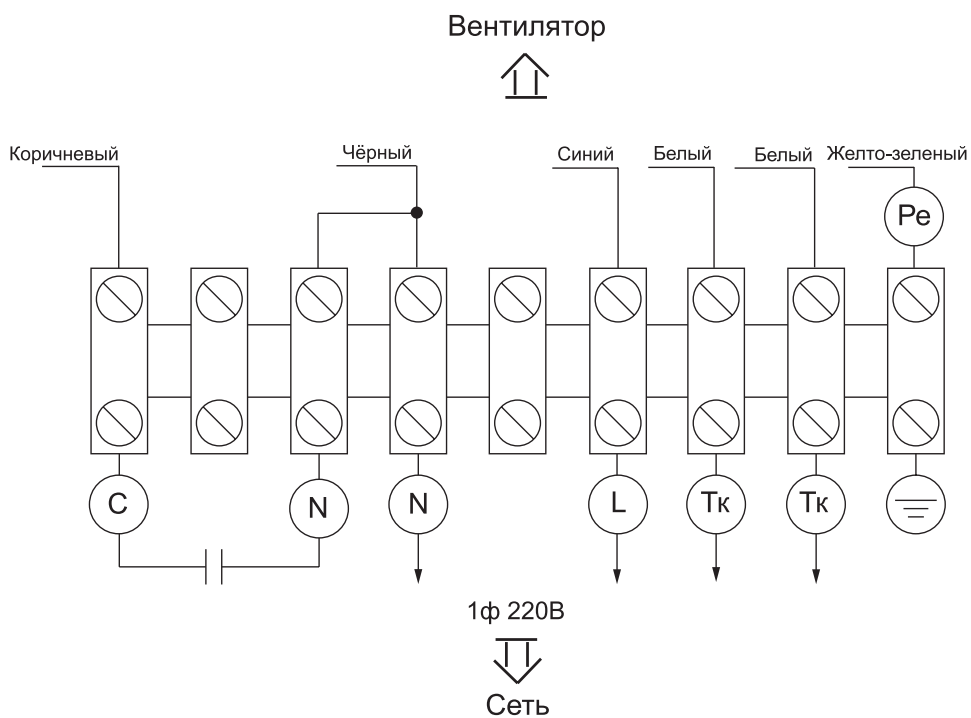 Вентилятор
Коричневый
Чёрный
Синий
Белый
Белый
Желто-зеленый
Pe
C
N
N
L
Тк
Тк
1ф 220В
Сеть